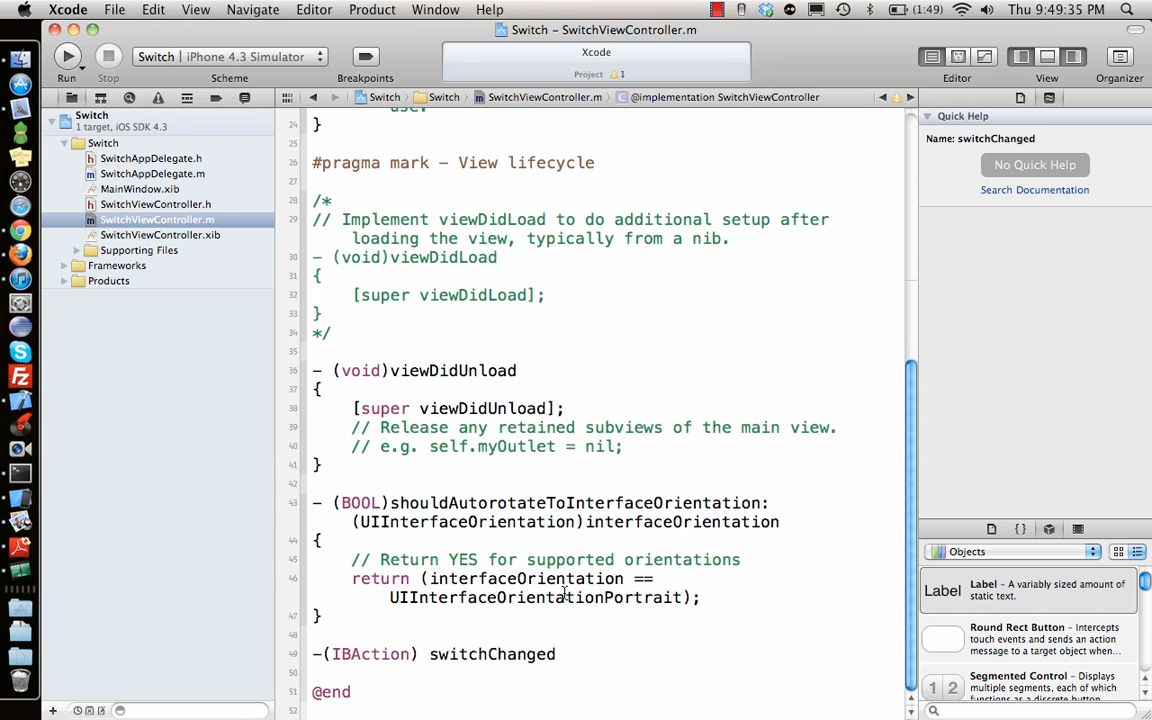 Xcode File Edit View Navigate Editor Product Window Help (1:49) Thu 9:49:35 PM
Switch – SwitchViewController.m
Switch | iPhone 4.3 Simulator
Xcode
Project 1
Run Stop Scheme Breakpoints Editor View Organizer
Switch
1 target, iOS SDK 4.3
Switch
SwitchAppDelegate.h
SwitchAppDelegate.m
MainWindow.xib
SwitchViewController.h
SwitchViewController.m
SwitchViewController.xib
Supporting Files
Frameworks
Products
Switch Switch SwitchViewController.m @implementation SwitchViewController
use.
24 }
25
26 #pragma mark – View lifecycle
27
28 /*
29 // Implement viewDidLoad to do additional setup after
loading the view, typically from a nib.
30 – (void)viewDidLoad
31 {
32 [super viewDidLoad];
33 }
34 */
35
36 – (void)viewDidUnload
37 {
38 [super viewDidUnload];
39 // Release any retained subviews of the main view.
40 // e.g. self.myOutlet = nil;
41 }
42
43 – (BOOL)shouldAutorotateToInterfaceOrientation:
(UIInterfaceOrientation)interfaceOrientation
44 {
45 // Return YES for supported orientations
46 return (interfaceOrientation ==
UIInterfaceOrientationPortrait);
47 }
48
49 –(IBAction) switchChanged
50
51 @end
52
Quick Help
Name: switchChanged
No Quick Help
Search Documentation
Objects
Label
Label – A variably sized amount of
static text.
Round Rect Button – Intercepts
touch events and sends an action
message to a target object when…
1 2
Segmented Control – Displays
multiple segments, each of which